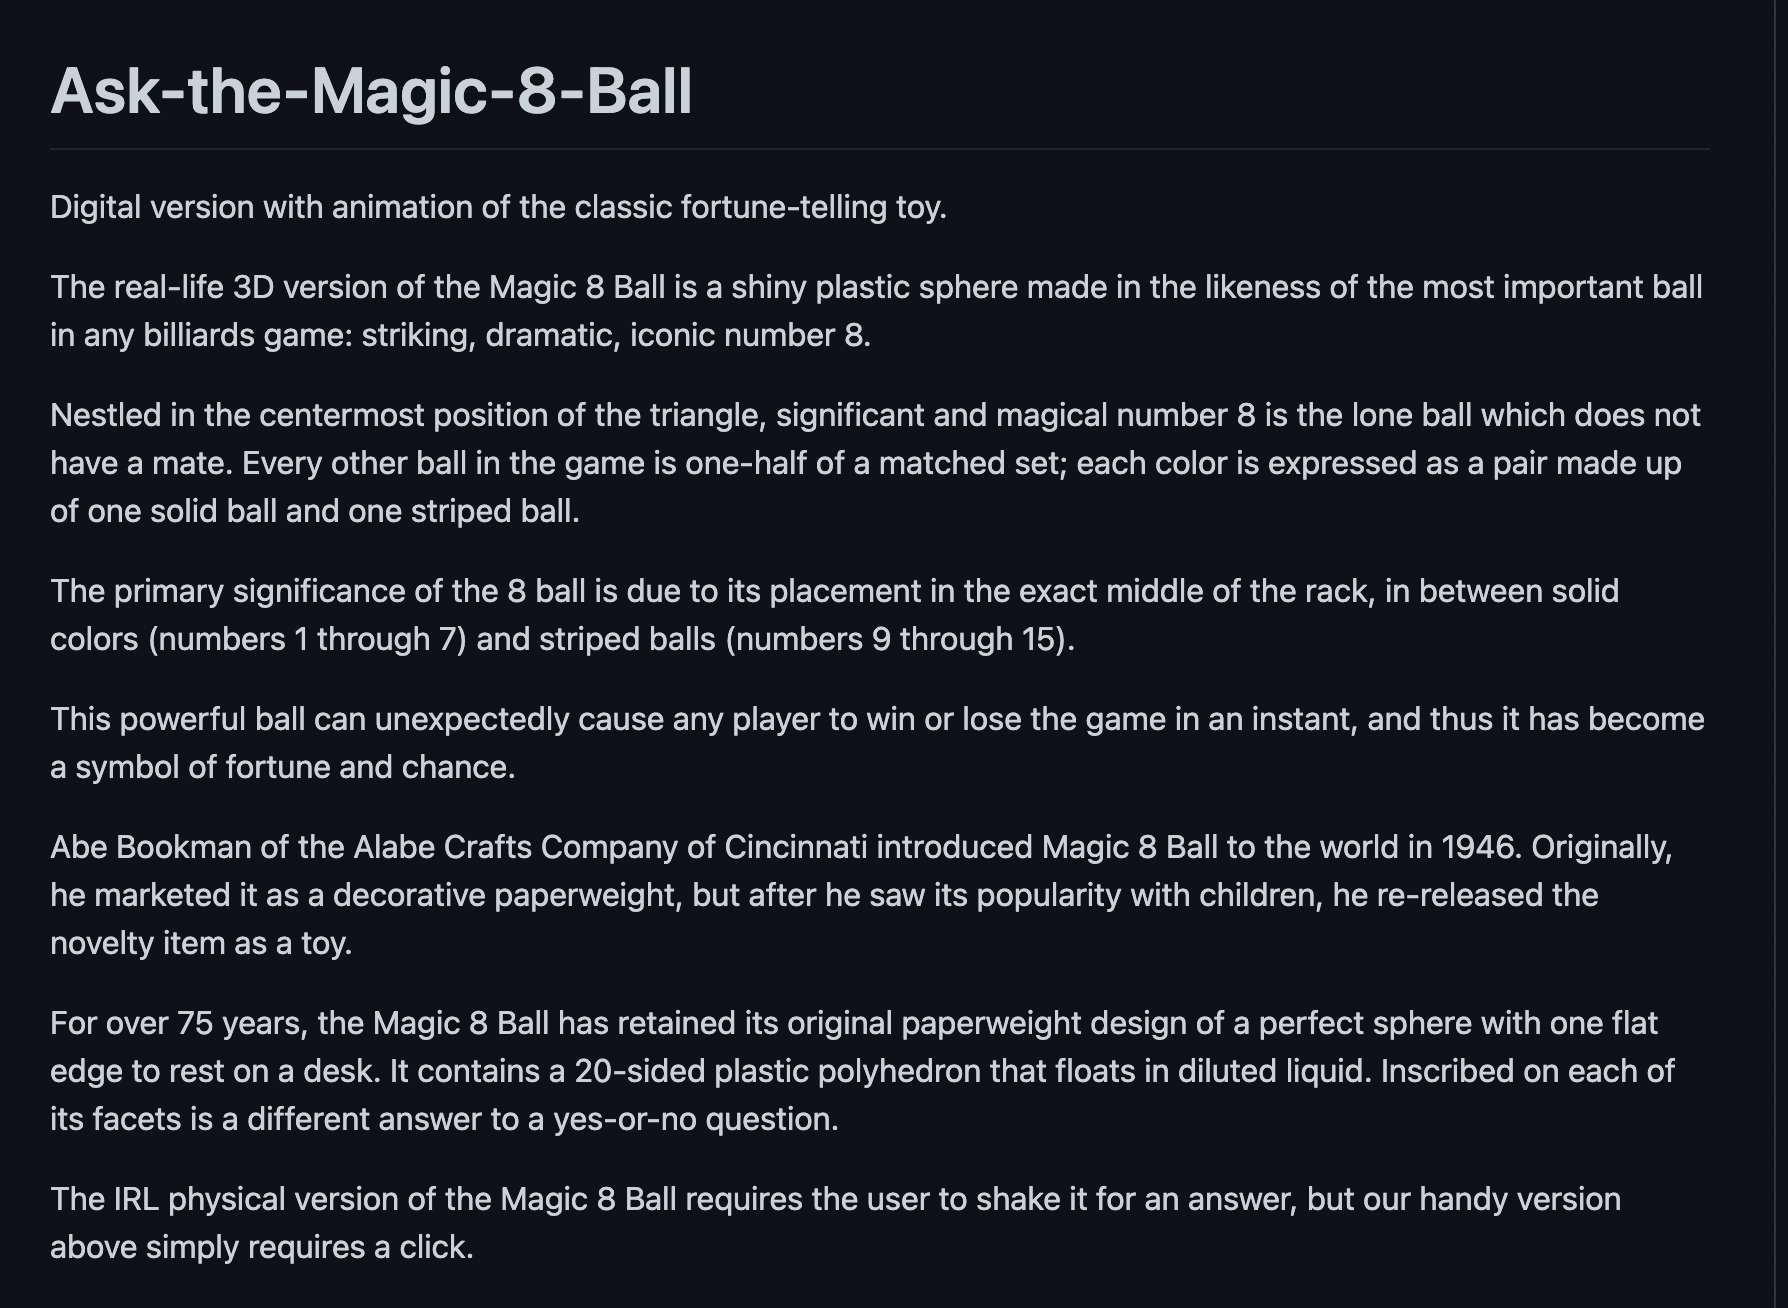 Ask-the-Magic-8-Ball
Digital version with animation of the classic fortune-telling toy.
The real-life 3D version of the Magic 8 Ball is a shiny plastic sphere made in the likeness of the most important ball
in any billiards game: striking, dramatic, iconic number 8.
Nestled in the centermost position of the triangle, significant and magical number 8 is the lone ball which does not
have a mate. Every other ball in the game is one-half of a matched set; each color is expressed as a pair made up
of one solid ball and one striped ball.
The primary significance of the 8 ball is due to its placement in the exact middle of the rack, in between solid
colors (numbers 1 through 7) and striped balls (numbers 9 through 15).
This powerful ball can unexpectedly cause any player to win or lose the game in an instant, and thus it has become
a symbol of fortune and chance.
Abe Bookman of the Alabe Crafts Company of Cincinnati introduced Magic 8 Ball to the world in 1946. Originally,
he marketed it as a decorative paperweight, but after he saw its popularity with children, he re-released the
novelty item as a toy.
For over 75 years, the Magic 8 Ball has retained its original paperweight design of a perfect sphere with one flat
edge to rest on a desk. It contains a 20-sided plastic polyhedron that floats in diluted liquid. Inscribed on each of
its facets is a different answer to a yes-or-no question.
The IRL physical version of the Magic 8 Ball requires the user to shake it for an answer, but our handy version
above simply requires a click.